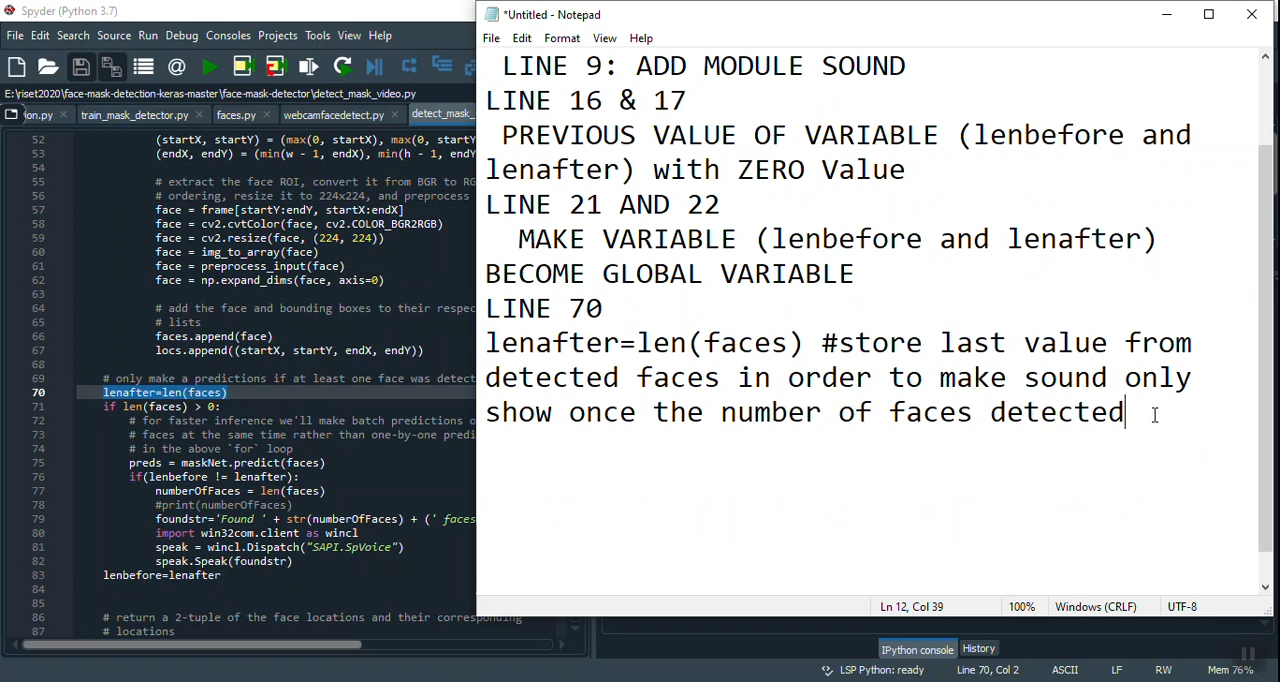 Spyder (Python 3.7)
File Edit Search Source Run Debug Consoles Projects Tools View Help
E:\riset2020\face-mask-detection-keras-master\face-mask-detector\detect_mask_video.py
ion.py train_mask_detector.py faces.py webcamfacedetect.py detect_mask_
52 (startX, startY) = (max(0, startX), max(0, startY
53 (endX, endY) = (min(w - 1, endX), min(h - 1, endY
54
55 # extract the face ROI, convert it from BGR to RG
56 # ordering, resize it to 224x224, and preprocess
57 face = frame[startY:endY, startX:endX]
58 face = cv2.cvtColor(face, cv2.COLOR_BGR2RGB)
59 face = cv2.resize(face, (224, 224))
60 face = img_to_array(face)
61 face = preprocess_input(face)
62 face = np.expand_dims(face, axis=0)
63
64 # add the face and bounding boxes to their respec
65 # lists
66 faces.append(face)
67 locs.append((startX, startY, endX, endY))
68
69 # only make a predictions if at least one face was detect
70 lenafter=len(faces)
71 if len(faces) > 0:
72 # for faster inference we'll make batch predictions o
73 # faces at the same time rather than one-by-one predi
74 # in the above `for` loop
75 preds = maskNet.predict(faces)
76 if(lenbefore != lenafter):
77 numberOfFaces = len(faces)
78 #print(numberOfFaces)
79 foundstr='Found ' + str(numberOfFaces) + (' faces
80 import win32com.client as wincl
81 speak = wincl.Dispatch("SAPI.SpVoice")
82 speak.Speak(foundstr)
83 lenbefore=lenafter
84
85
86 # return a 2-tuple of the face locations and their corresponding
87 # locations
*Untitled - Notepad
File Edit Format View Help
LINE 9: ADD MODULE SOUND
LINE 16 & 17
PREVIOUS VALUE OF VARIABLE (lenbefore and
lenafter) with ZERO Value
LINE 21 AND 22
MAKE VARIABLE (lenbefore and lenafter)
BECOME GLOBAL VARIABLE
LINE 70
lenafter=len(faces) #store last value from
detected faces in order to make sound only
show once the number of faces detected
Ln 12, Col 39 100% Windows (CRLF) UTF-8
IPython console History
LSP Python: ready Line 70, Col 2 ASCII LF RW Mem 76%